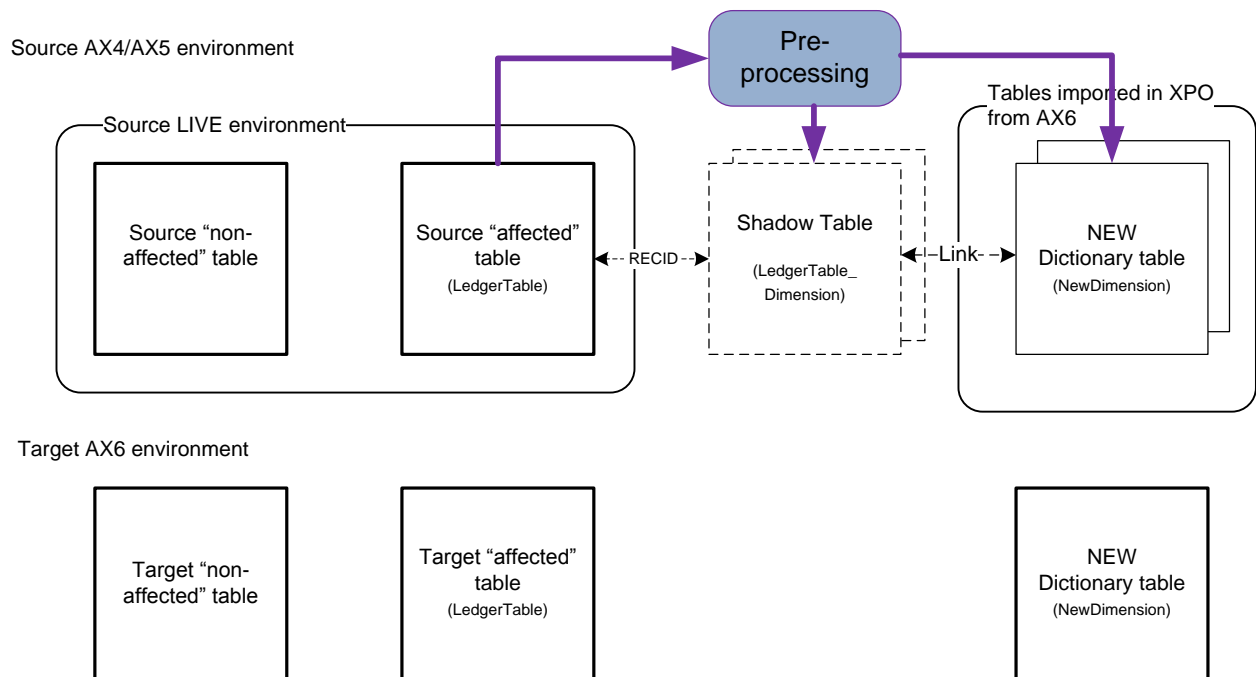 Source AX4/AX5 environment
Pre-
processing
Tables imported in XPO
from AX6
Source LIVE environment
Source “non-
affected” table
Source “affected”
table
(LedgerTable)
RECID
Shadow Table
(LedgerTable_
Dimension)
Link
NEW
Dictionary table
(NewDimension)
Target AX6 environment
Target “non-
affected” table
Target “affected”
table
(LedgerTable)
NEW
Dictionary table
(NewDimension)